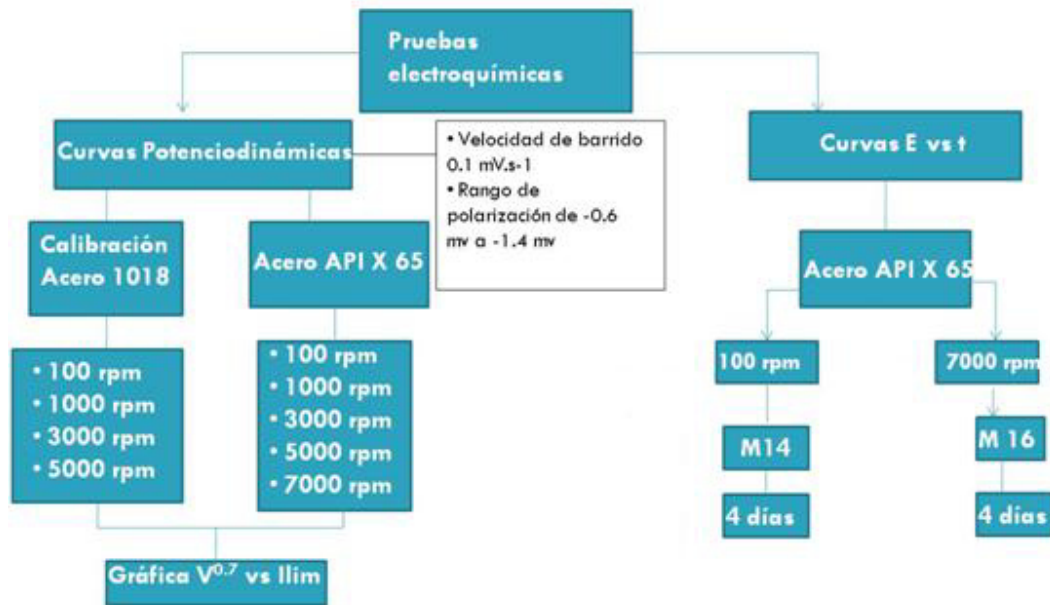 Pruebas
electroquímicas
Curvas Potenciodinámicas
• Velocidad de barrido
0.1 mV.s-1
• Rango de
polarización de -0.6
mv a -1.4 mv
Curvas E vs t
Calibración
Acero 1018
Acero API X 65
Acero API X 65
• 100 rpm
• 1000 rpm
• 3000 rpm
• 5000 rpm
• 100 rpm
• 1000 rpm
• 3000 rpm
• 5000 rpm
• 7000 rpm
100 rpm
7000 rpm
M14
M 16
4 días
4 días
Gráfica V^0.7 vs Ilim